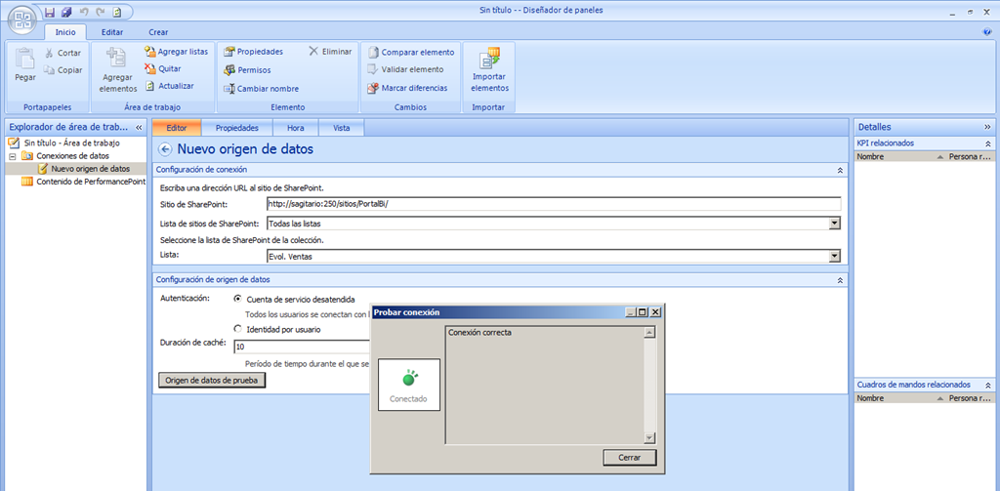 Sin título - - Diseñador de paneles
Inicio Editar Crear
Pegar
Cortar
Copiar
Portapapeles
Agregar elementos
Agregar listas
Quitar
Actualizar
Área de trabajo
Propiedades
Permisos
Cambiar nombre
Eliminar
Elemento
Comparar elemento
Validar elemento
Marcar diferencias
Cambios
Importar elementos
Importar
Explorador de área de trab... «
Sin título - Área de trabajo
Conexiones de datos
Nuevo origen de datos
Contenido de PerformancePoint
Editor Propiedades Hora Vista
Nuevo origen de datos
Configuración de conexión
Escriba una dirección URL al sitio de SharePoint.
Sitio de SharePoint: http://sagitario:250/sitios/PortalBi/
Lista de sitios de SharePoint: Todas las listas
Seleccione la lista de SharePoint de la colección.
Lista: Evol. Ventas
Configuración de origen de datos
Autenticación: Cuenta de servicio desatendida
Todos los usuarios se conectan con l
Identidad por usuario
Duración de caché: 10
Período de tiempo durante el que se
Origen de datos de prueba
Probar conexión
Conexión correcta
Conectado
Cerrar
Detalles »
KPI relacionados
Nombre Persona r...
Cuadros de mandos relacionados
Nombre Persona r...